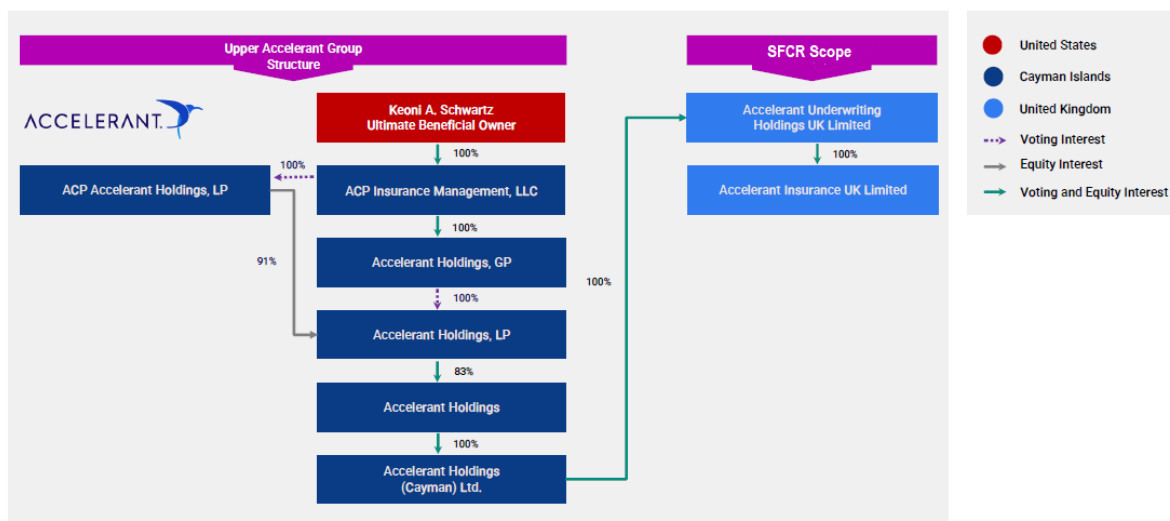 Upper Accelerant Group
Structure
SFCR Scope
United States
Cayman Islands
United Kingdom
Voting Interest
Equity Interest
Voting and Equity Interest
ACCELERANT.
Keoni A. Schwartz
Ultimate Beneficial Owner
100%
100%
ACP Accelerant Holdings, LP
ACP Insurance Management, LLC
100%
Accelerant Holdings, GP
91%
100%
Accelerant Holdings, LP
83%
Accelerant Holdings
100%
Accelerant Holdings
(Cayman) Ltd.
100%
Accelerant Underwriting
Holdings UK Limited
100%
Accelerant Insurance UK Limited